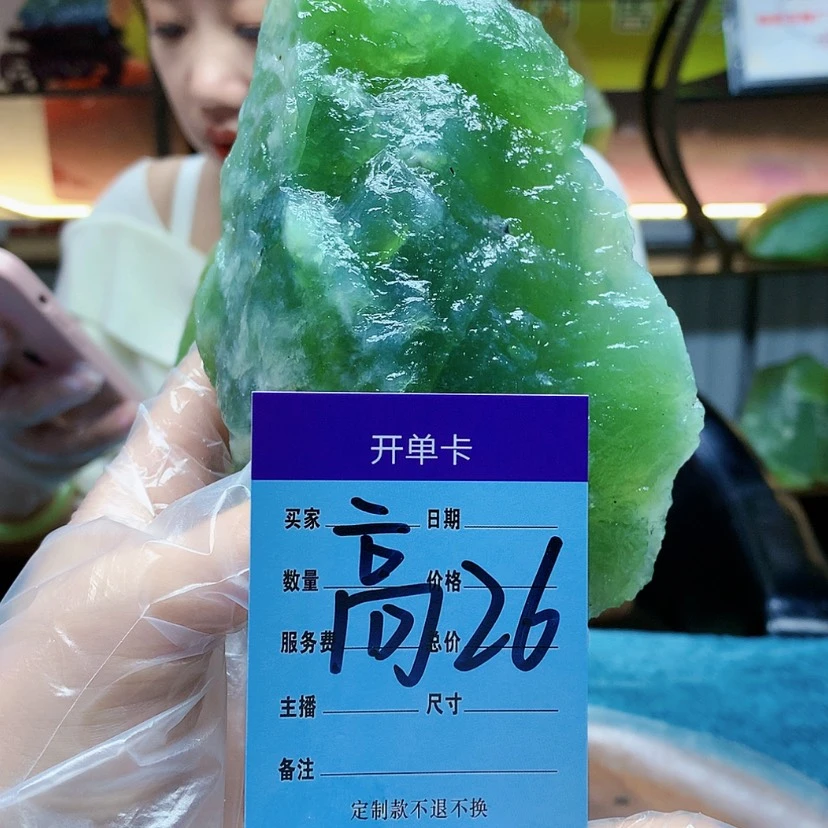 开单卡
买家 日期
数量 价格
服务费 总价
高26
主播 尺寸
备注
定制款不退不换